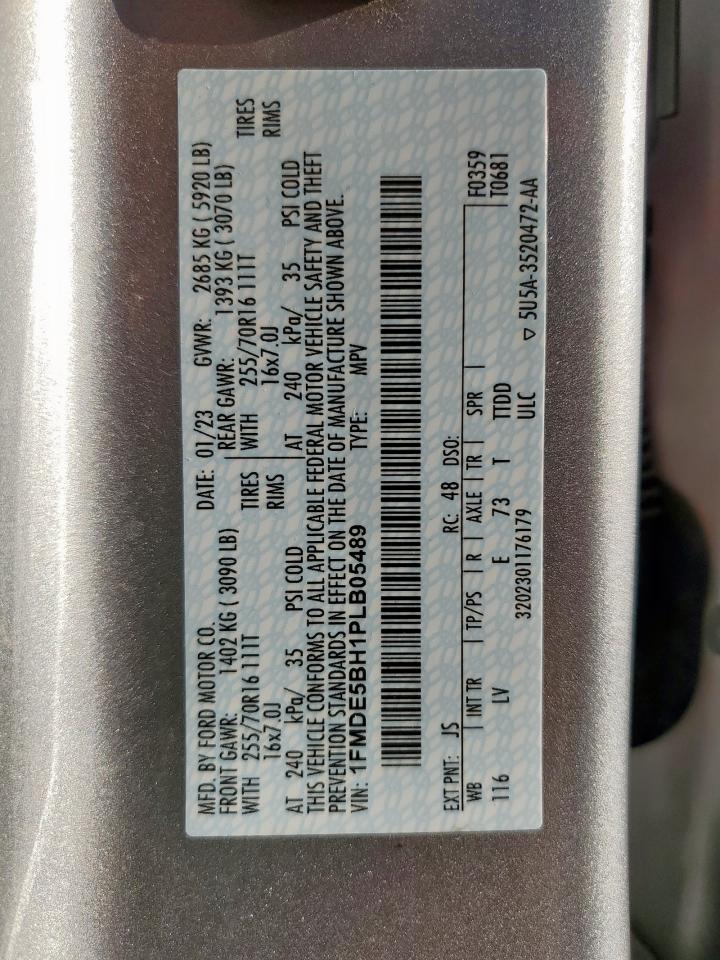 MFD. BY FORD MOTOR CO. DATE: 01/23 GVWR: 2685 KG ( 5920 LB)
FRONT GAWR: 1402 KG ( 3090 LB) REAR GAWR: 1393 KG ( 3070 LB)
WITH 255/70R16 111T TIRES WITH 255/70R16 111T TIRES
16x7.0J RIMS 16x7.0J RIMS
AT 240 kPa/ 35 PSI COLD AT 240 kPa/ 35 PSI COLD
THIS VEHICLE CONFORMS TO ALL APPLICABLE FEDERAL MOTOR VEHICLE SAFETY AND THEFT
PREVENTION STANDARDS IN EFFECT ON THE DATE OF MANUFACTURE SHOWN ABOVE.
VIN: 1FMDE5BH1PLB05489 TYPE: MPV
EXT PNT: JS RC: 48 DSO:
WB INT TR TP/PS R AXLE TR SPR F0359
116 LV E 73 T TTDD T0681
3202301176179 ULC
▽ 5U5A-3520472-AA